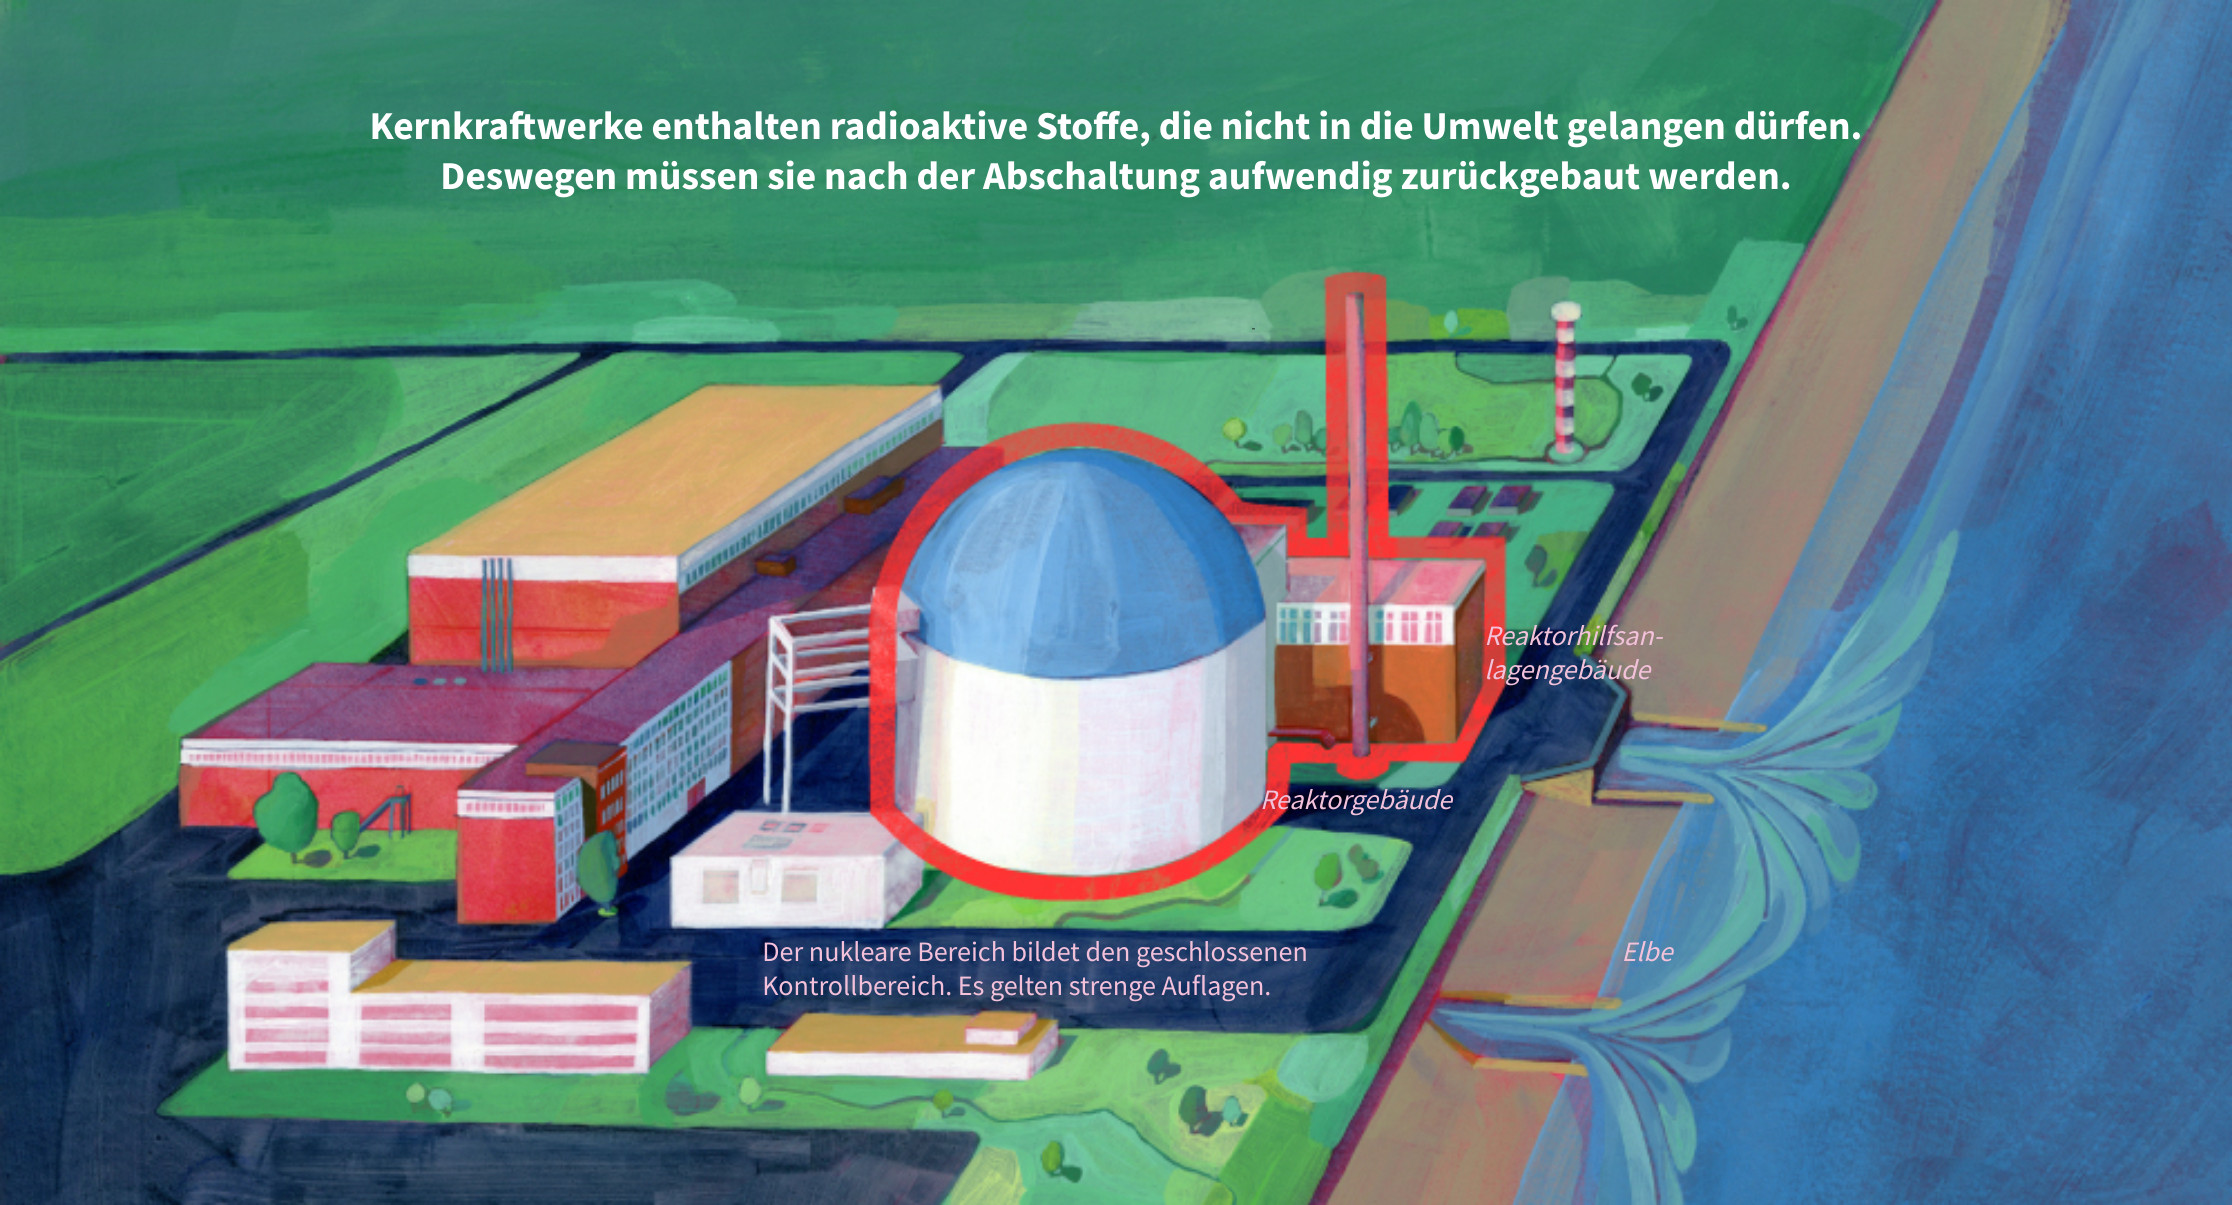 Kernkraftwerke enthalten radioaktive Stoffe, die nicht in die Umwelt gelangen dürfen.
Deswegen müssen sie nach der Abschaltung aufwendig zurückgebaut werden.
Reaktorhilfsan-
lagengebäude
Reaktorgebäude
Der nukleare Bereich bildet den geschlossenen
Kontrollbereich. Es gelten strenge Auflagen.
Elbe